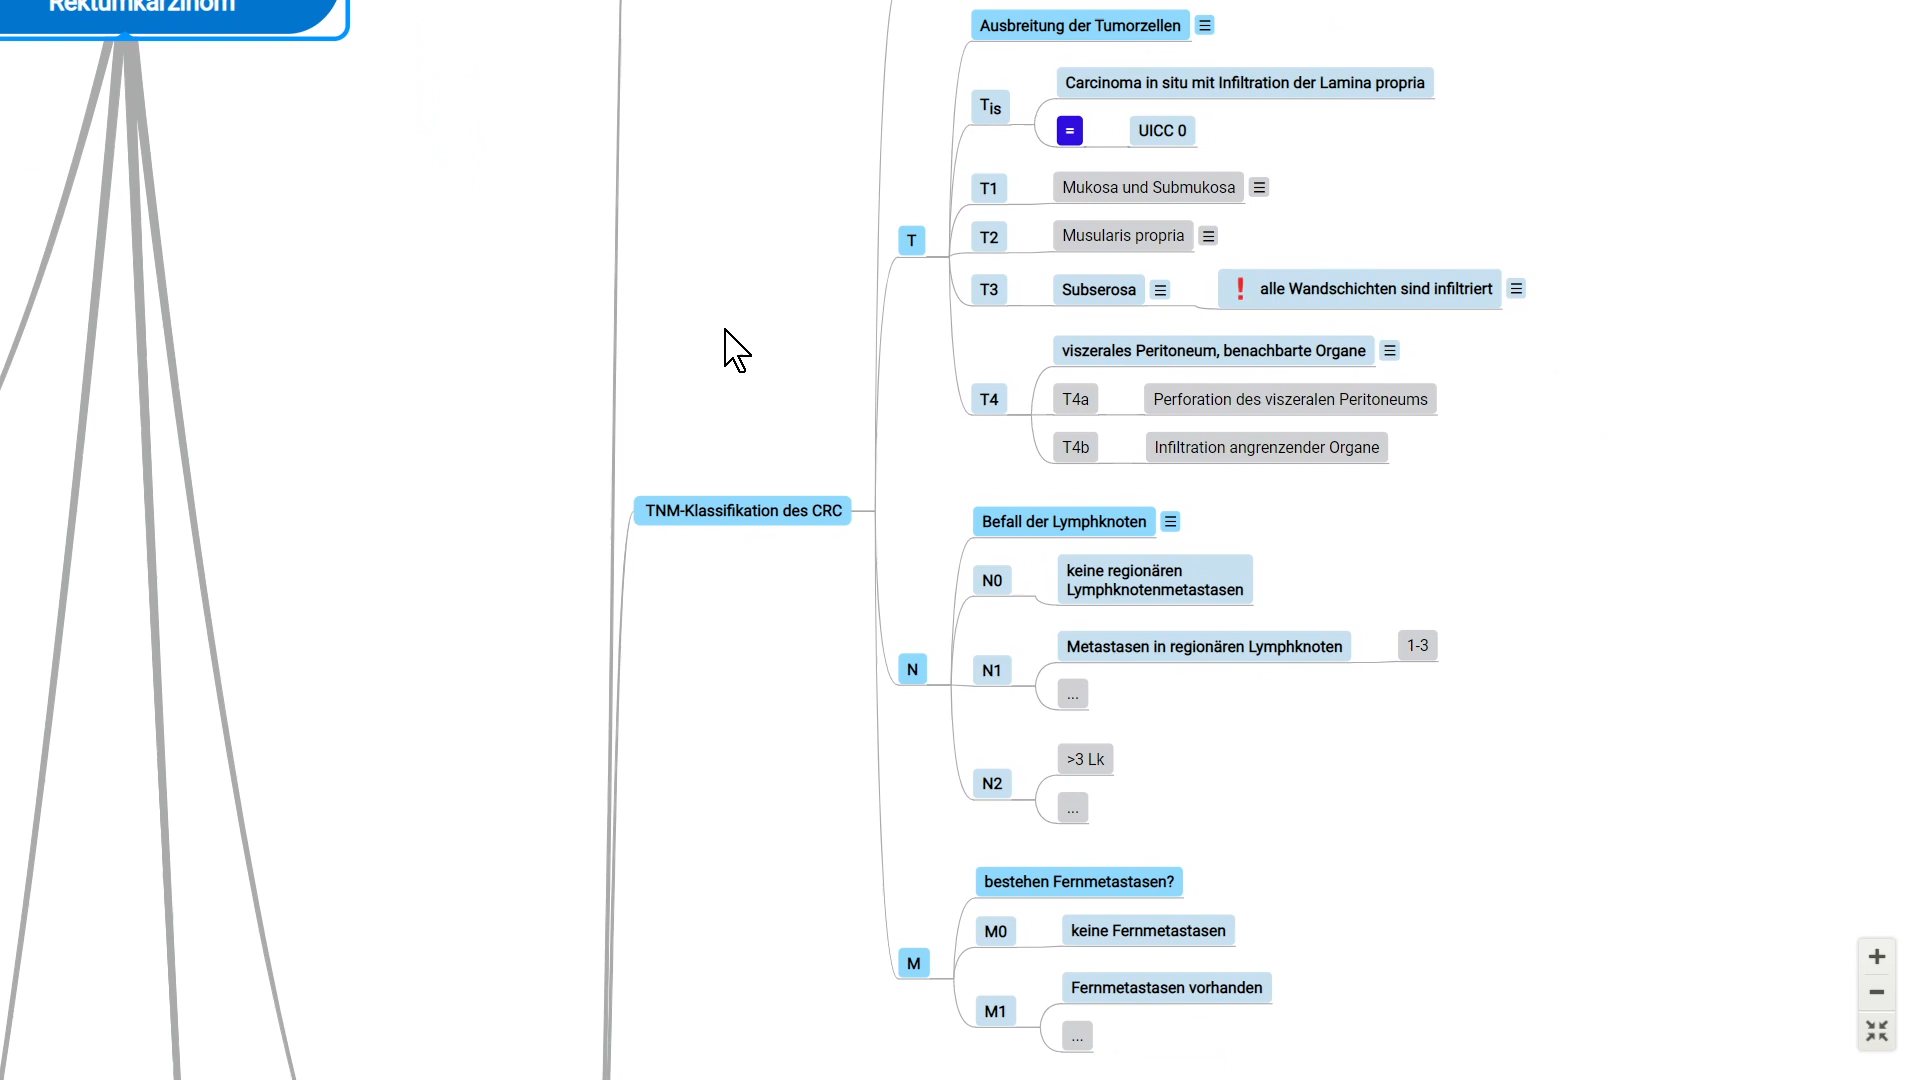 Rektumkarzinom
Ausbreitung der Tumorzellen
Tis
Carcinoma in situ mit Infiltration der Lamina propria
=
UICC 0
T1
Mukosa und Submukosa
T
T2
Musularis propria
T3
Subserosa
❗ alle Wandschichten sind infiltriert
T4
viszerales Peritoneum, benachbarte Organe
T4a
Perforation des viszeralen Peritoneums
T4b
Infiltration angrenzender Organe
TNM-Klassifikation des CRC
Befall der Lymphknoten
N0
keine regionären
Lymphknotenmetastasen
N
N1
Metastasen in regionären Lymphknoten
1-3
...
N2
>3 Lk
...
bestehen Fernmetastasen?
M
M0
keine Fernmetastasen
M1
Fernmetastasen vorhanden
...